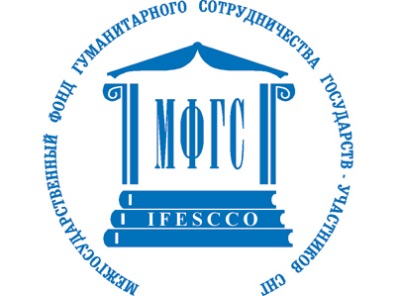 МЕЖГОСУДАРСТВЕННЫЙ ФОНД ГУМАНИТАРНОГО СОТРУДНИЧЕСТВА ГОСУДАРСТВ - УЧАСТНИКОВ СНГ
МФГС
IFESCCO